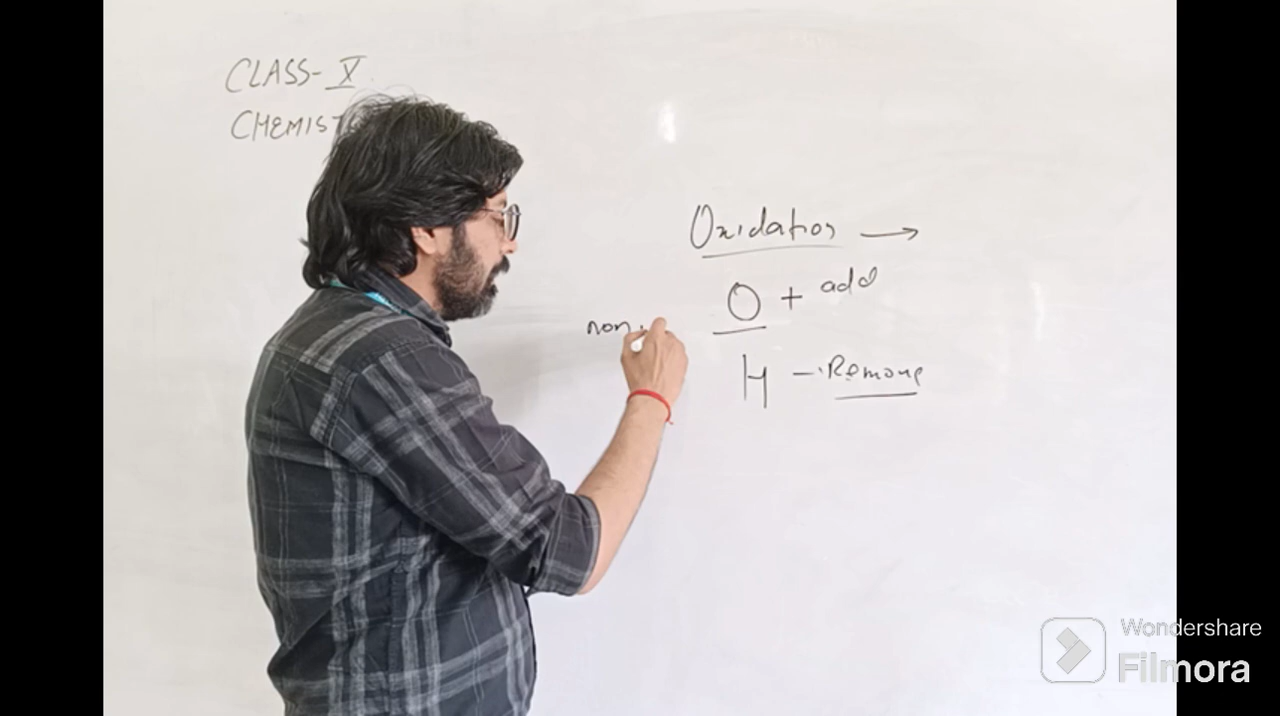 CLASS- X
CHEMIST
Oxidation →
O + add
non
H - Remove
Wondershare
Filmora